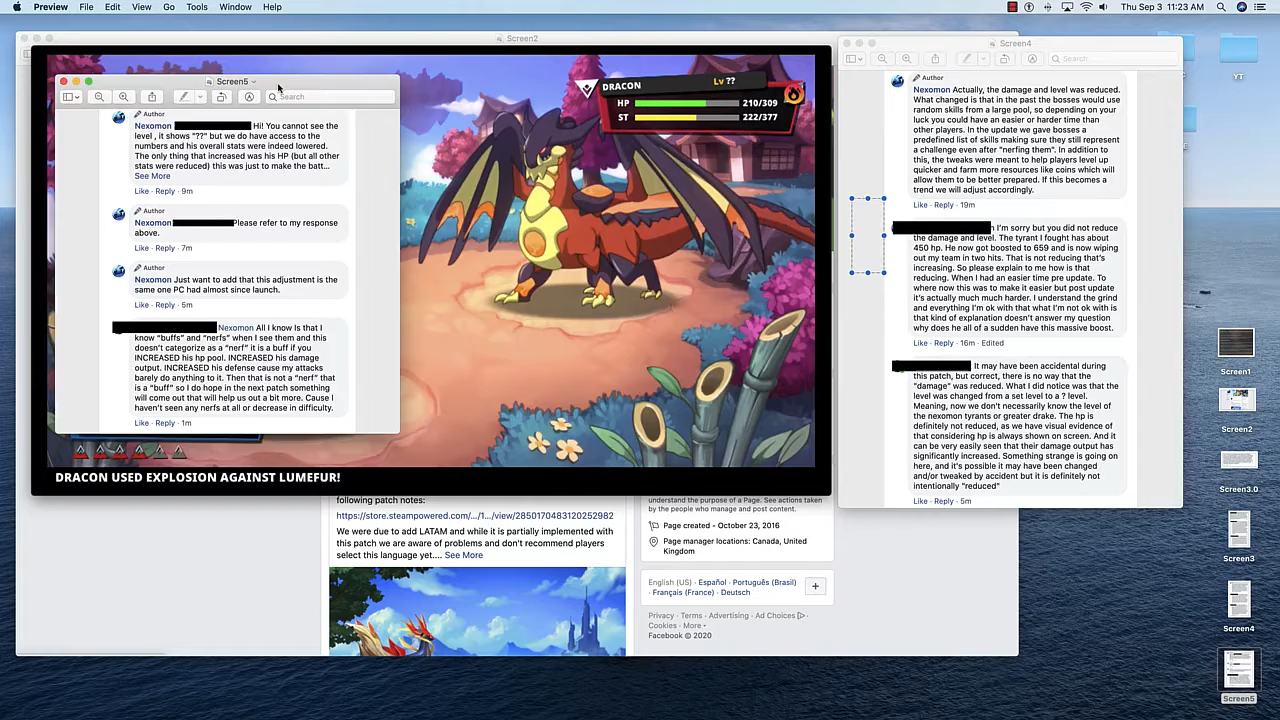 Preview File Edit View Go Tools Window Help
Thu Sep 3 11:23 AM
Screen2
Screen5
Search
Author
Nexomon Hi! You cannot see the
level , it shows "??" but we do have access to the
numbers and his overall stats were indeed lowered.
The only thing that increased was his HP (but all other
stats were reduced) this was just to make the batt...
See More
Like · Reply · 9m
Author
Nexomon Please refer to my response
above.
Like · Reply · 7m
Author
Nexomon Just want to add that this adjustment is the
same one PC had almost since launch.
Like · Reply · 5m
Nexomon All I know Is that I
know "buffs" and "nerfs" when I see them and this
doesn't categorize as a "nerf" it is a buff if you
INCREASED his hp pool. INCREASED his damage
output. INCREASED his defense cause my attacks
barely do anything to it. Then that is not a "nerf" that
is a "buff" so I do hope in the next patch something
will come out that will help us out a bit more. Cause I
haven't seen any nerfs at all or decrease in difficulty.
Like · Reply · 1m
DRACON Lv ??
HP 210/309
ST 222/377
DRACON USED EXPLOSION AGAINST LUMEFUR!
Screen4
Search
Author
Nexomon Actually, the damage and level was reduced.
What changed is that in the past the bosses would use
random skills from a large pool, so depending on your
luck you could have an easier or harder time than
other players. In the update we gave bosses a
predefined list of skills making sure they still represent
a challenge even after "nerfing them". In addition to
this, the tweaks were meant to help players level up
quicker and farm more resources like coins which will
allow them to be better prepared. If this becomes a
trend we will adjust accordingly.
Like · Reply · 19m
I'm sorry but you did not reduce
the damage and level. The tyrant I fought has about
450 hp. He now got boosted to 659 and is now wiping
out my team in two hits. That is not reducing that's
increasing. So please explain to me how is that
reducing. When I had an easier time pre update. To
where now this was to make it easier but post update
it's actually much much harder. I understand the grind
and everything I'm ok with that what I'm not ok with is
that kind of explanation doesn't answer my question
why does he all of a sudden have this massive boost.
Like · Reply · 16m · Edited
It may have been accidental during
this patch, but correct, there is no way that the
"damage" was reduced. What I did notice was that the
level was changed from a set level to a ? level.
Meaning, now we don't necessarily know the level of
the nexomon tyrants or greater drake. The hp is
definitely not reduced, as we have visual evidence of
that considering hp is always shown on screen. And it
can be very easily seen that their damage output has
significantly increased. Something strange is going on
here, and it's possible it may have been changed
and/or tweaked by accident but it is definitely not
intentionally "reduced"
Like · Reply · 5m
following patch notes:
https://store.steampowered.com/.../1.../view/2850170483120252982
We were due to add LATAM and while it is partially implemented with
this patch we are aware of problems and don't recommend players
select this language yet.... See More
understand the purpose of a Page. See actions taken
by the people who manage and post content.
Page created - October 23, 2016
Page manager locations: Canada, United
Kingdom
English (US) · Español · Português (Brasil)
· Français (France) · Deutsch
Privacy · Terms · Advertising · Ad Choices
Cookies · More
Facebook © 2020
YT
Screen1
Screen2
Screen3.0
Screen3
Screen4
Screen5